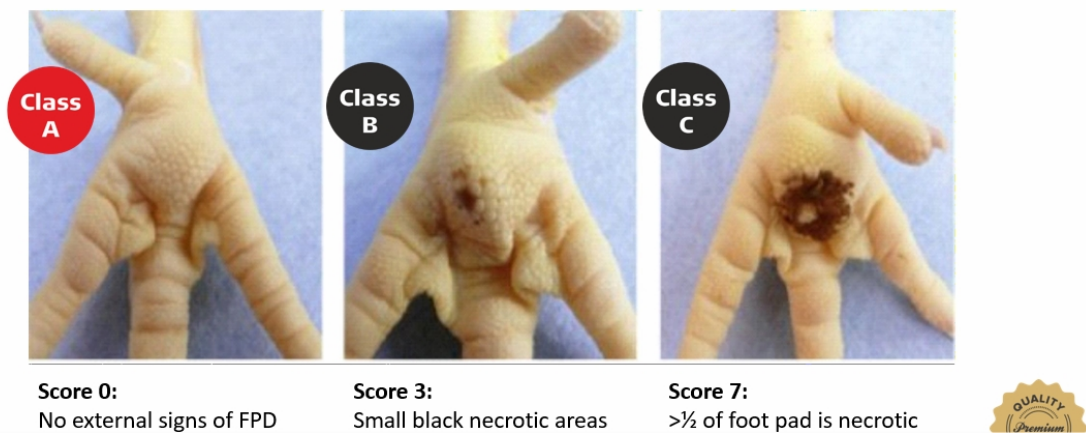 Class
A
Class
B
Class
C
Score 0:
No external signs of FPD
Score 3:
Small black necrotic areas
Score 7:
>½ of foot pad is necrotic
QUALITY
Premium